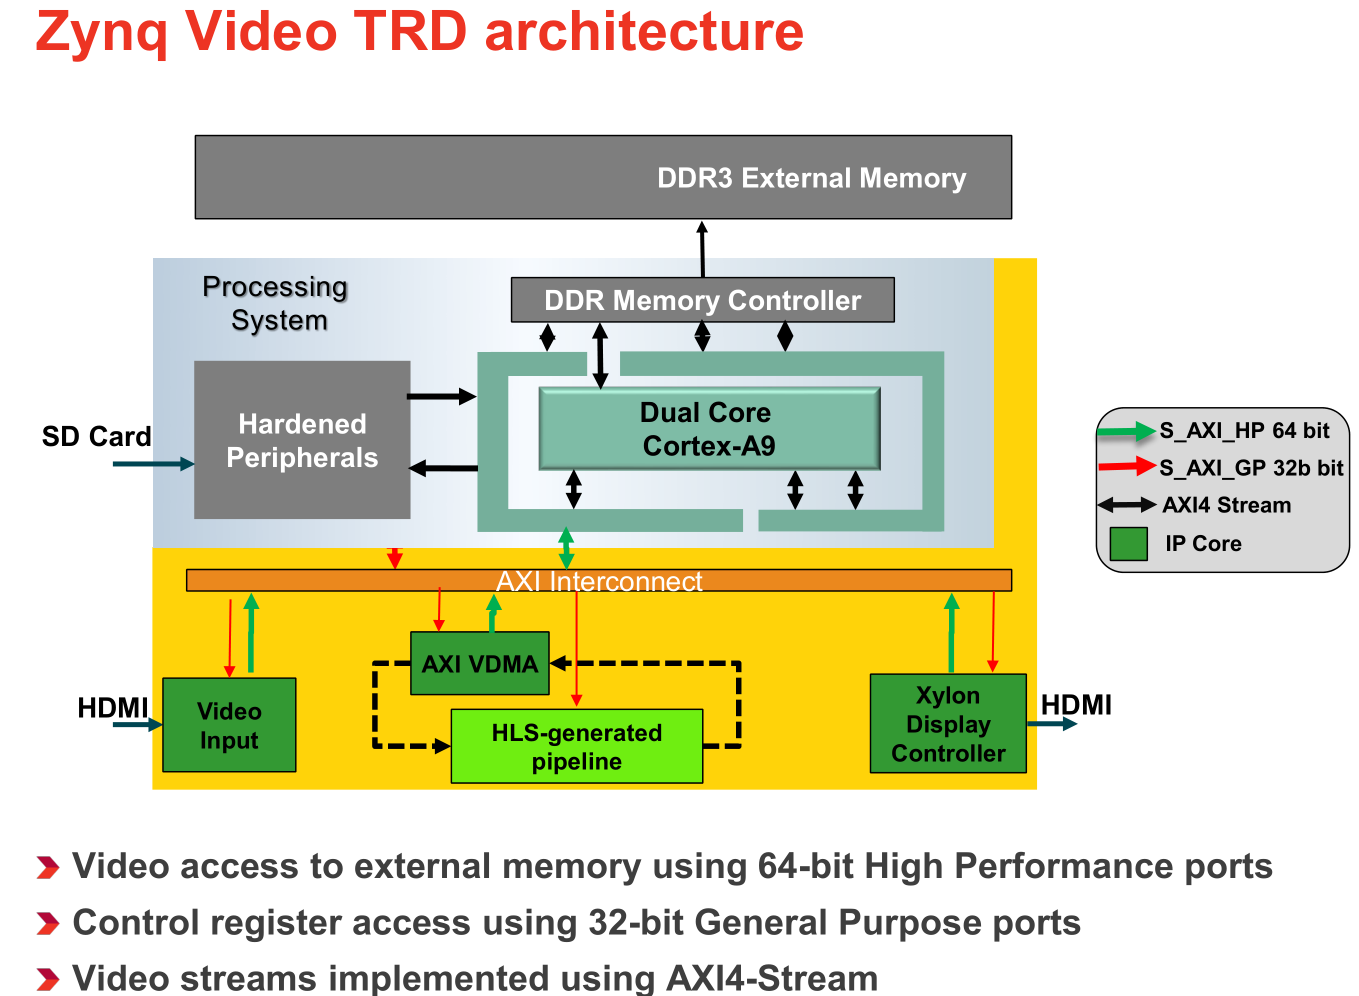 Zynq Video TRD architecture
DDR3 External Memory
Processing
System
DDR Memory Controller
Hardened
Peripherals
SD Card
Dual Core
Cortex-A9
S_AXI_HP 64 bit
S_AXI_GP 32b bit
AXI4 Stream
IP Core
AXI Interconnect
AXI VDMA
HDMI
Video
Input
HLS-generated
pipeline
Xylon
Display
Controller
HDMI
Video access to external memory using 64-bit High Performance ports
Control register access using 32-bit General Purpose ports
Video streams implemented using AXI4-Stream